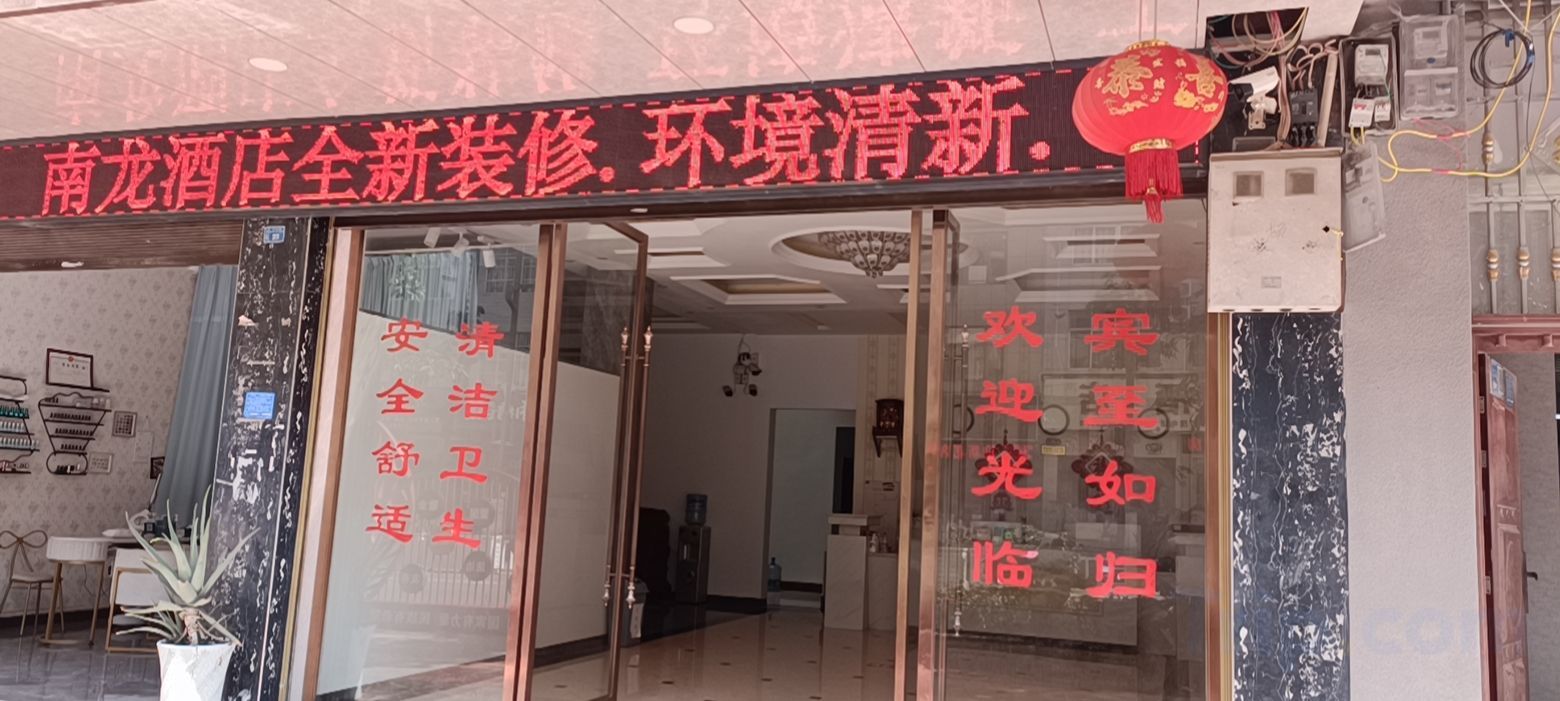 南龙酒店全新装修.环境清新.
清洁卫生
安全舒适
宾至如归
欢迎光临